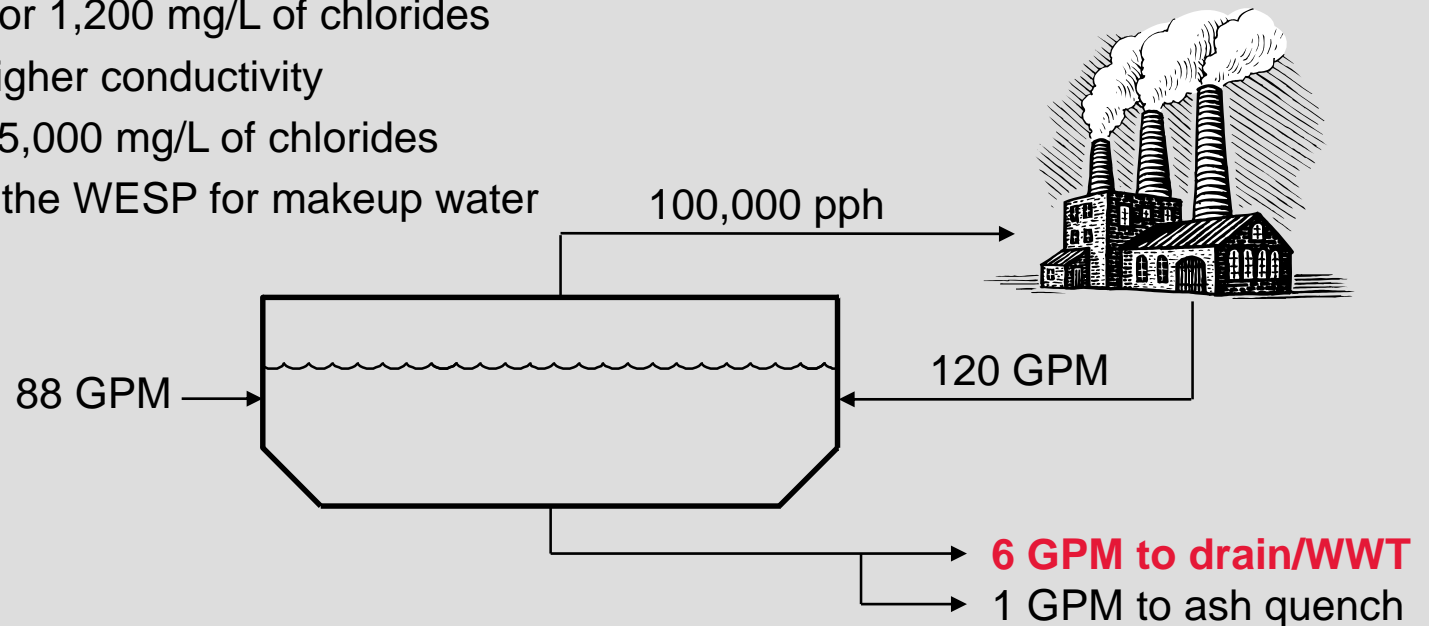 or 1,200 mg/L of chlorides
igher conductivity
5,000 mg/L of chlorides
the WESP for makeup water
100,000 pph
88 GPM
120 GPM
6 GPM to drain/WWT
1 GPM to ash quench